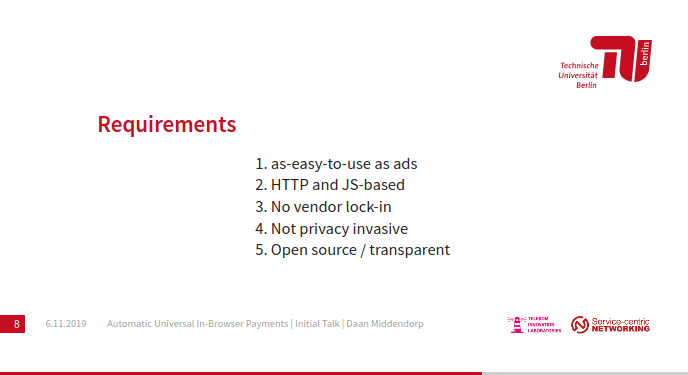 Technische
Universität
Berlin
berlin
Requirements
1. as-easy-to-use as ads
2. HTTP and JS-based
3. No vendor lock-in
4. Not privacy invasive
5. Open source / transparent
8
6.11.2019
Automatic Universal In-Browser Payments | Initial Talk | Daan Middendorp
TELEKOM
INNOVATION
LABORATORIES
Service-centric
NETWORKING